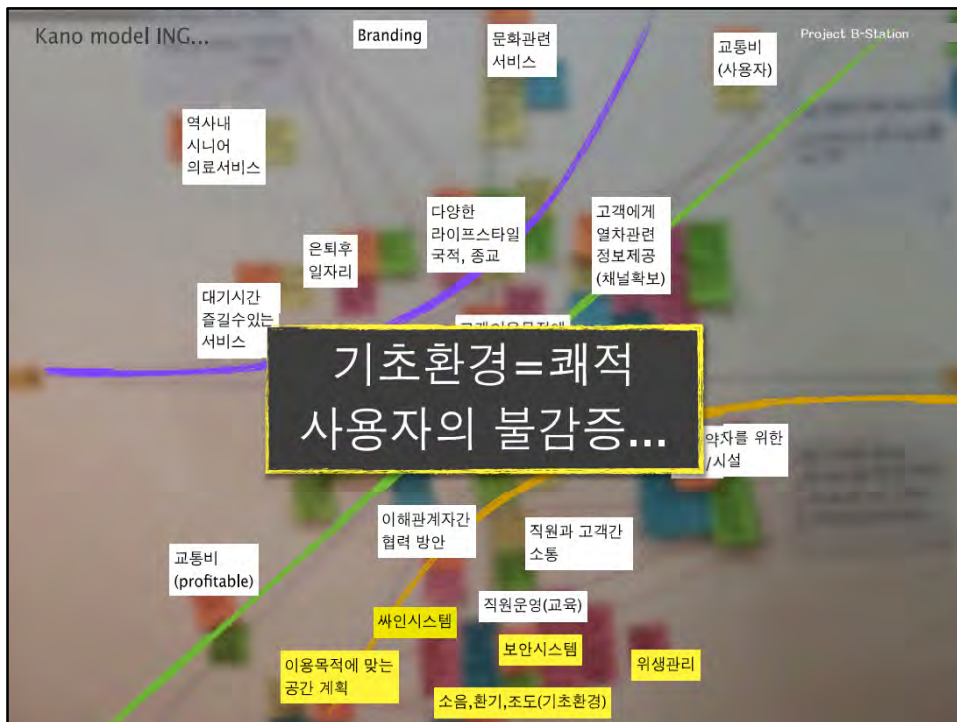 Kano model ING...
Branding
문화관련
서비스
교통비
(사용자)
Project B-Station
역사내
시니어
의료서비스
다양한
라이프스타일
국적, 종교
고객에게
열차관련
정보제공
(채널확보)
은퇴후
일자리
대기시간
즐길수있는
서비스
기초환경=쾌적
사용자의 불감증...
약자를 위한
/시설
이해관계자간
협력 방안
직원과 고객간
소통
교통비
(profitable)
직원운영(교육)
싸인시스템
보안시스템
위생관리
이용목적에 맞는
공간 계획
소음,환기,조도(기초환경)